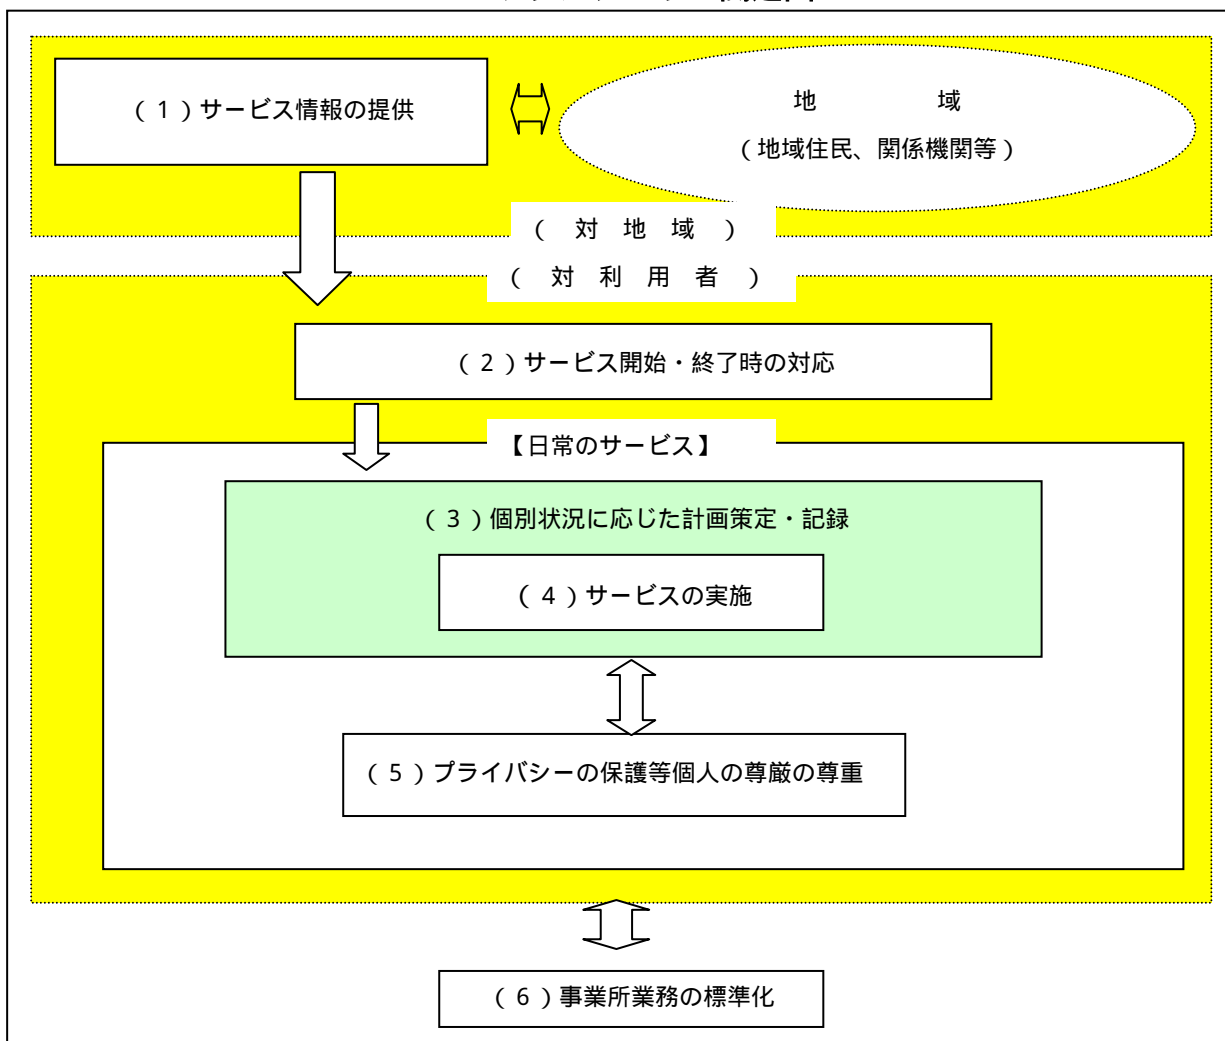 (1)サービス情報の提供
地 域
(地域住民、関係機関等)
( 対 地 域 )
( 対 利 用 者 )
(2)サービス開始・終了時の対応
【日常のサービス】
(3)個別状況に応じた計画策定・記録
(4)サービスの実施
(5)プライバシーの保護等個人の尊厳の尊重
(6)事業所業務の標準化